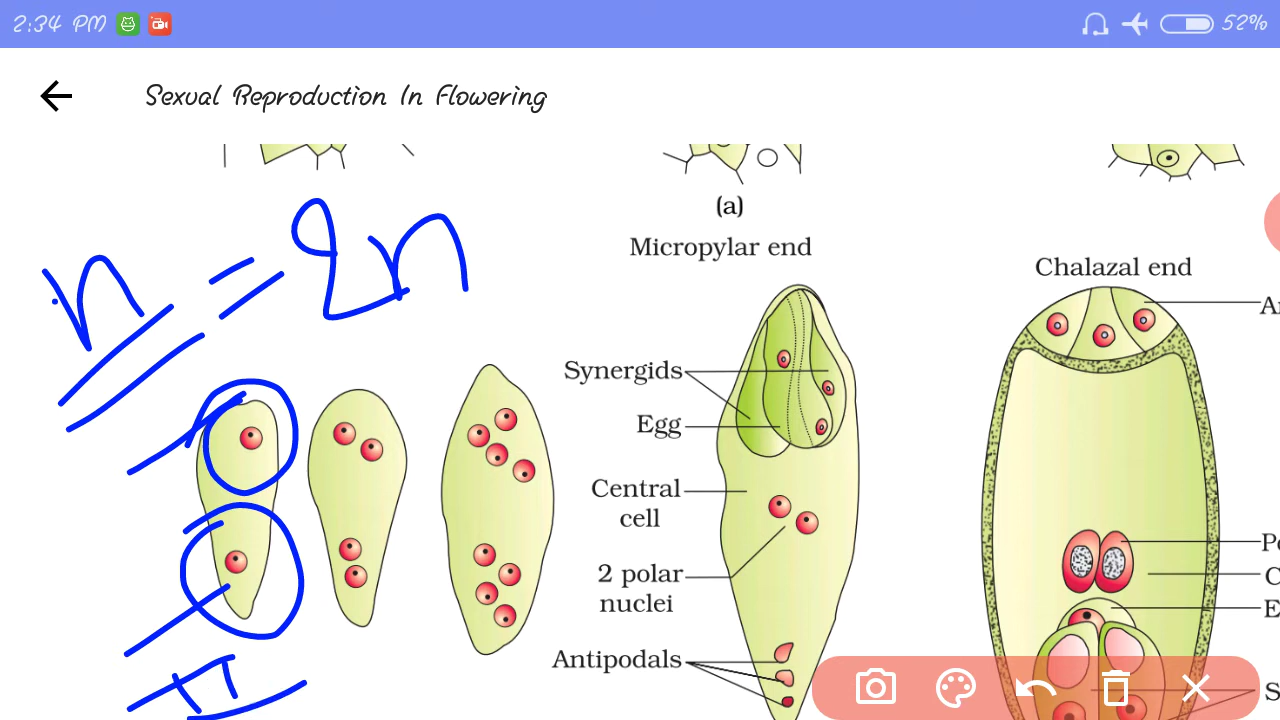 2:34 PM
52%
Sexual Reproduction In Flowering
(a)
Micropylar end
Chalazal end
n = 2n
Synergids
Egg
Central
cell
2 polar
nuclei
Antipodals
II